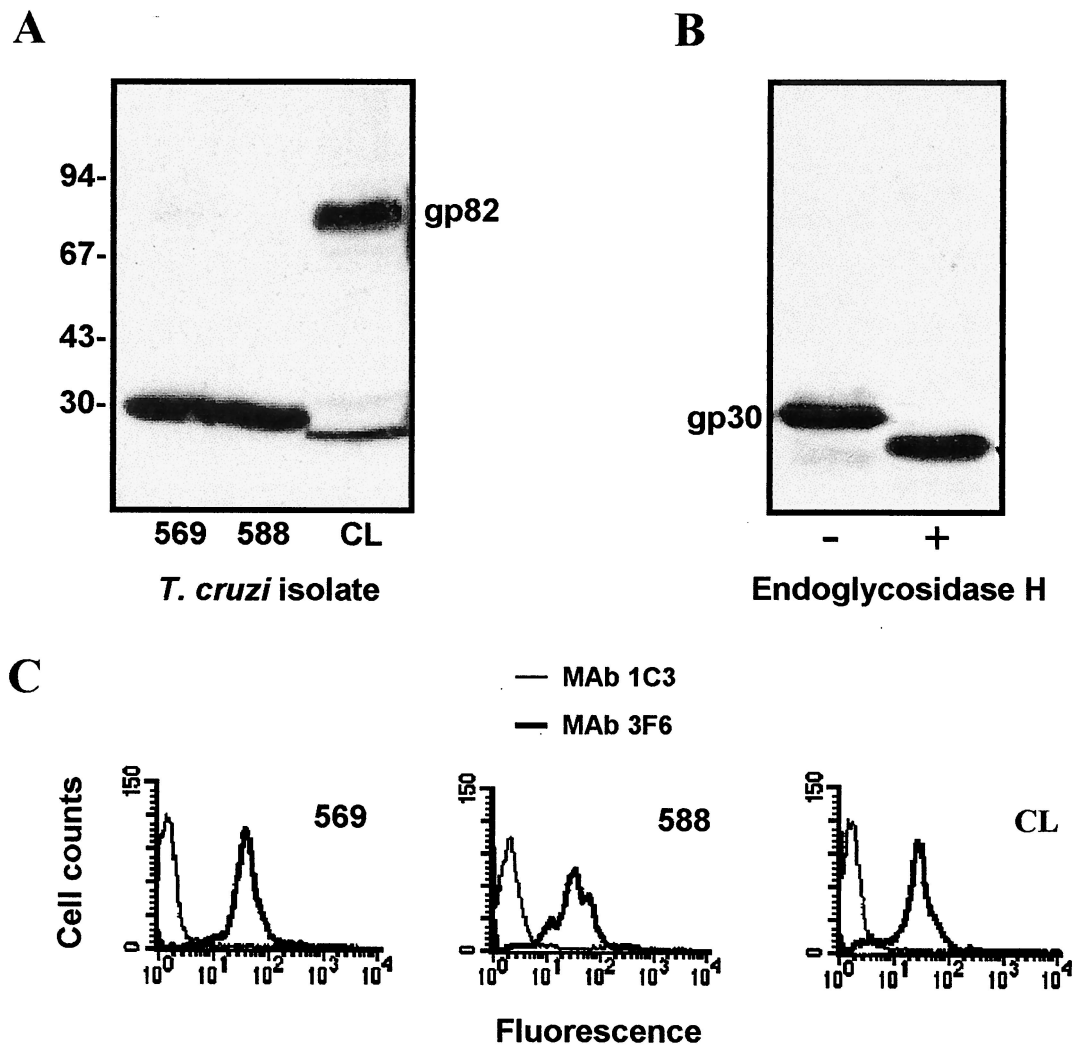 A
94-
gp82
67-
43-
30-
569 588 CL
T. cruzi isolate
B
gp30
- +
Endoglycosidase H
C
MAb 1C3
MAb 3F6
Cell counts
150
0
569
10^0 10^1 10^2 10^3 10^4
150
0
588
10^0 10^1 10^2 10^3 10^4
150
0
CL
10^0 10^1 10^2 10^3 10^4
Fluorescence